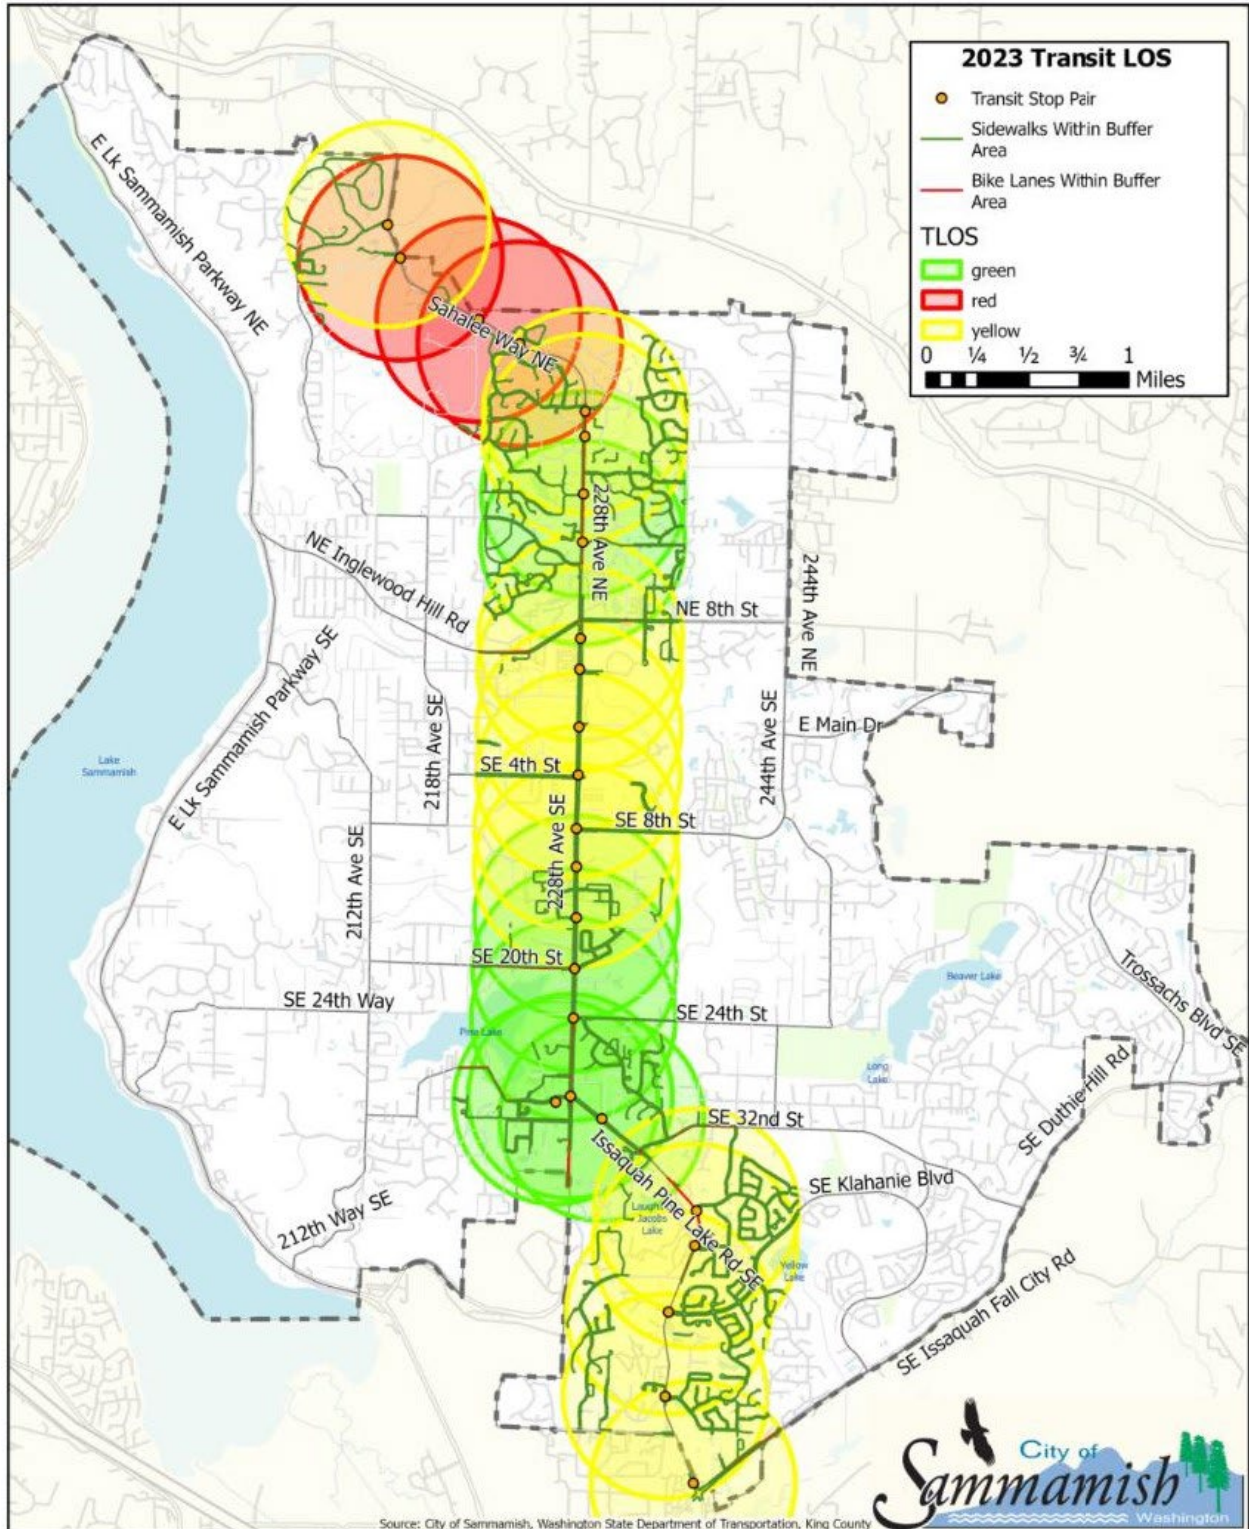 2023 Transit LOS
Transit Stop Pair
Sidewalks Within Buffer
Area
Bike Lanes Within Buffer
Area
TLOS
green
red
yellow
0 ¼ ½ ¾ 1
Miles
E Lk Sammamish Parkway NE
Sahalee Way NE
228th Ave NE
NE Inglewood Hill Rd
NE 8th St
244th Ave NE
E Lk Sammamish Parkway SE
218th Ave SE
244th Ave SE
E Main Dr
Lake
Sammamish
SE 4th St
SE 8th St
228th Ave SE
212th Ave SE
SE 20th St
SE 24th Way
SE 24th St
Pine Lake
Beaver Lake
Trossachs Blvd SE
Long
Lake
SE Duthie Hill Rd
SE 32nd St
Issaquah Pine Lake Rd SE
SE Klahanie Blvd
212th Way SE
Jacobs
Lake
Yellow
Lake
SE Issaquah Fall City Rd
City of
Sammamish
Washington
Source: City of Sammamish, Washington State Department of Transportation, King County